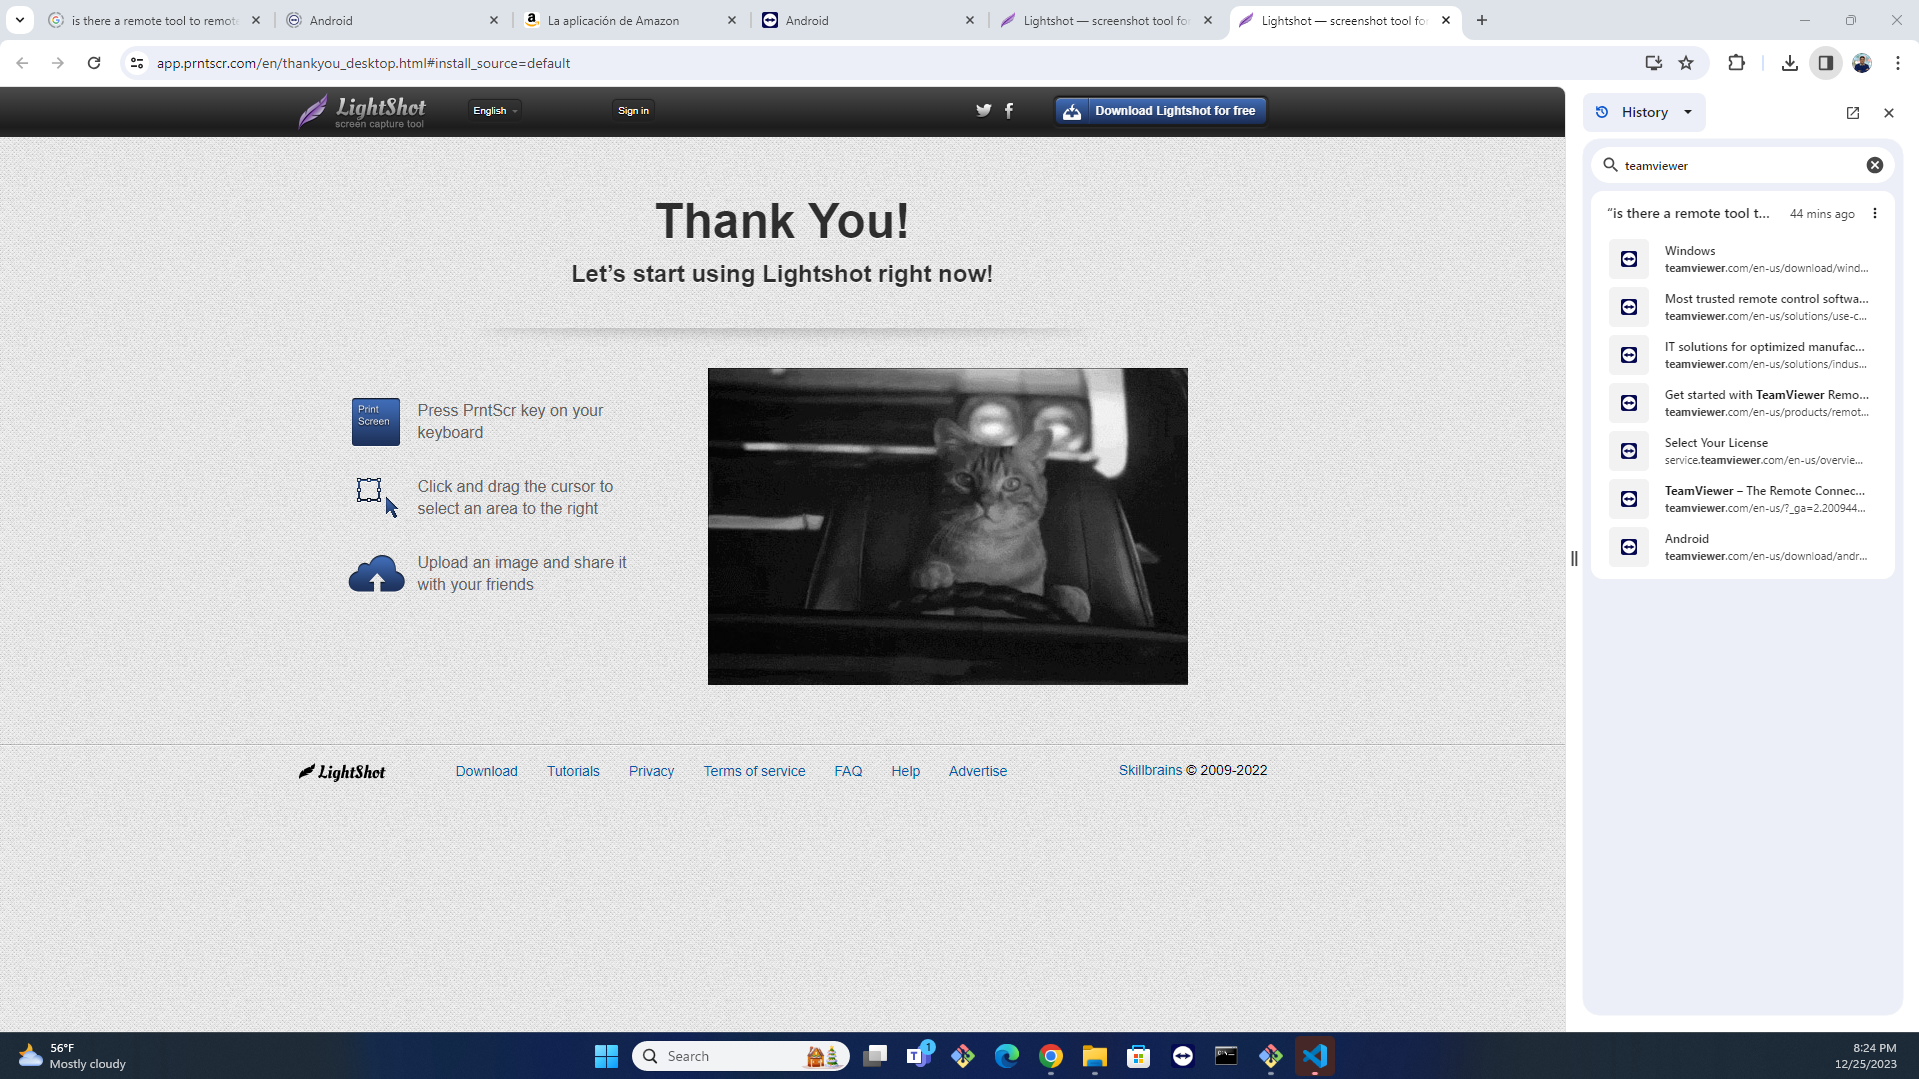 is there a remote tool to remote
Android
La aplicación de Amazon
Android
Lightshot — screenshot tool for
Lightshot — screenshot tool for
app.prntscr.com/en/thankyou_desktop.html#install_source=default
LightShot
screen capture tool
English
Sign in
Download Lightshot for free
Thank You!
Let’s start using Lightshot right now!
Print
Screen
Press PrntScr key on your
keyboard
Click and drag the cursor to
select an area to the right
Upload an image and share it
with your friends
LightShot
Download
Tutorials
Privacy
Terms of service
FAQ
Help
Advertise
Skillbrains © 2009-2022
History
teamviewer
“is there a remote tool t...
44 mins ago
Windows
teamviewer.com/en-us/download/wind...
Most trusted remote control softwa...
teamviewer.com/en-us/solutions/use-c...
IT solutions for optimized manufac...
teamviewer.com/en-us/solutions/indus...
Get started with TeamViewer Remo...
teamviewer.com/en-us/products/remot...
Select Your License
service.teamviewer.com/en-us/overvie...
TeamViewer – The Remote Connec...
teamviewer.com/en-us/?_ga=2.200944...
Android
teamviewer.com/en-us/download/andr...
56°F
Mostly cloudy
Search
1
8:24 PM
12/25/2023